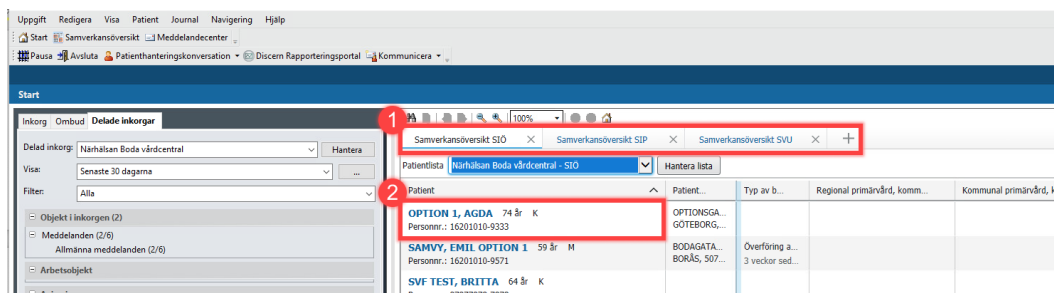 Uppgift Redigera Visa Patient Journal Navigering Hjälp
Start Samverkansöversikt Meddelandecenter
Pausa Avsluta Patienthanteringskonversation Discern Rapporteringsportal Kommunicera
Start
Inkorg Ombud Delade inkorgar
Delad inkorg: Närhälsan Boda vårdcentral Hantera
Visa: Senaste 30 dagarna ...
Filter: Alla
Objekt i inkorgen (2)
Meddelanden (2/6)
Allmänna meddelanden (2/6)
Arbetsobjekt
1
100%
Samverkansöversikt SIÖ Samverkansöversikt SIP Samverkansöversikt SVU
Patientlista Närhälsan Boda vårdcentral - SIÖ Hantera lista
2
Patient Patient... Typ av b... Regional primärvård, komm... Kommunal primärvård, k
OPTION 1, AGDA 74 år K OPTIONSGA...
Personnr.: 16201010-9333 GÖTEBORG,...
SAMVY, EMIL OPTION 1 59 år M BODAGATA... Överföring a...
Personnr.: 16201010-9571 BORÅS, 507... 3 veckor sed...
SVF TEST, BRITTA 64 år K